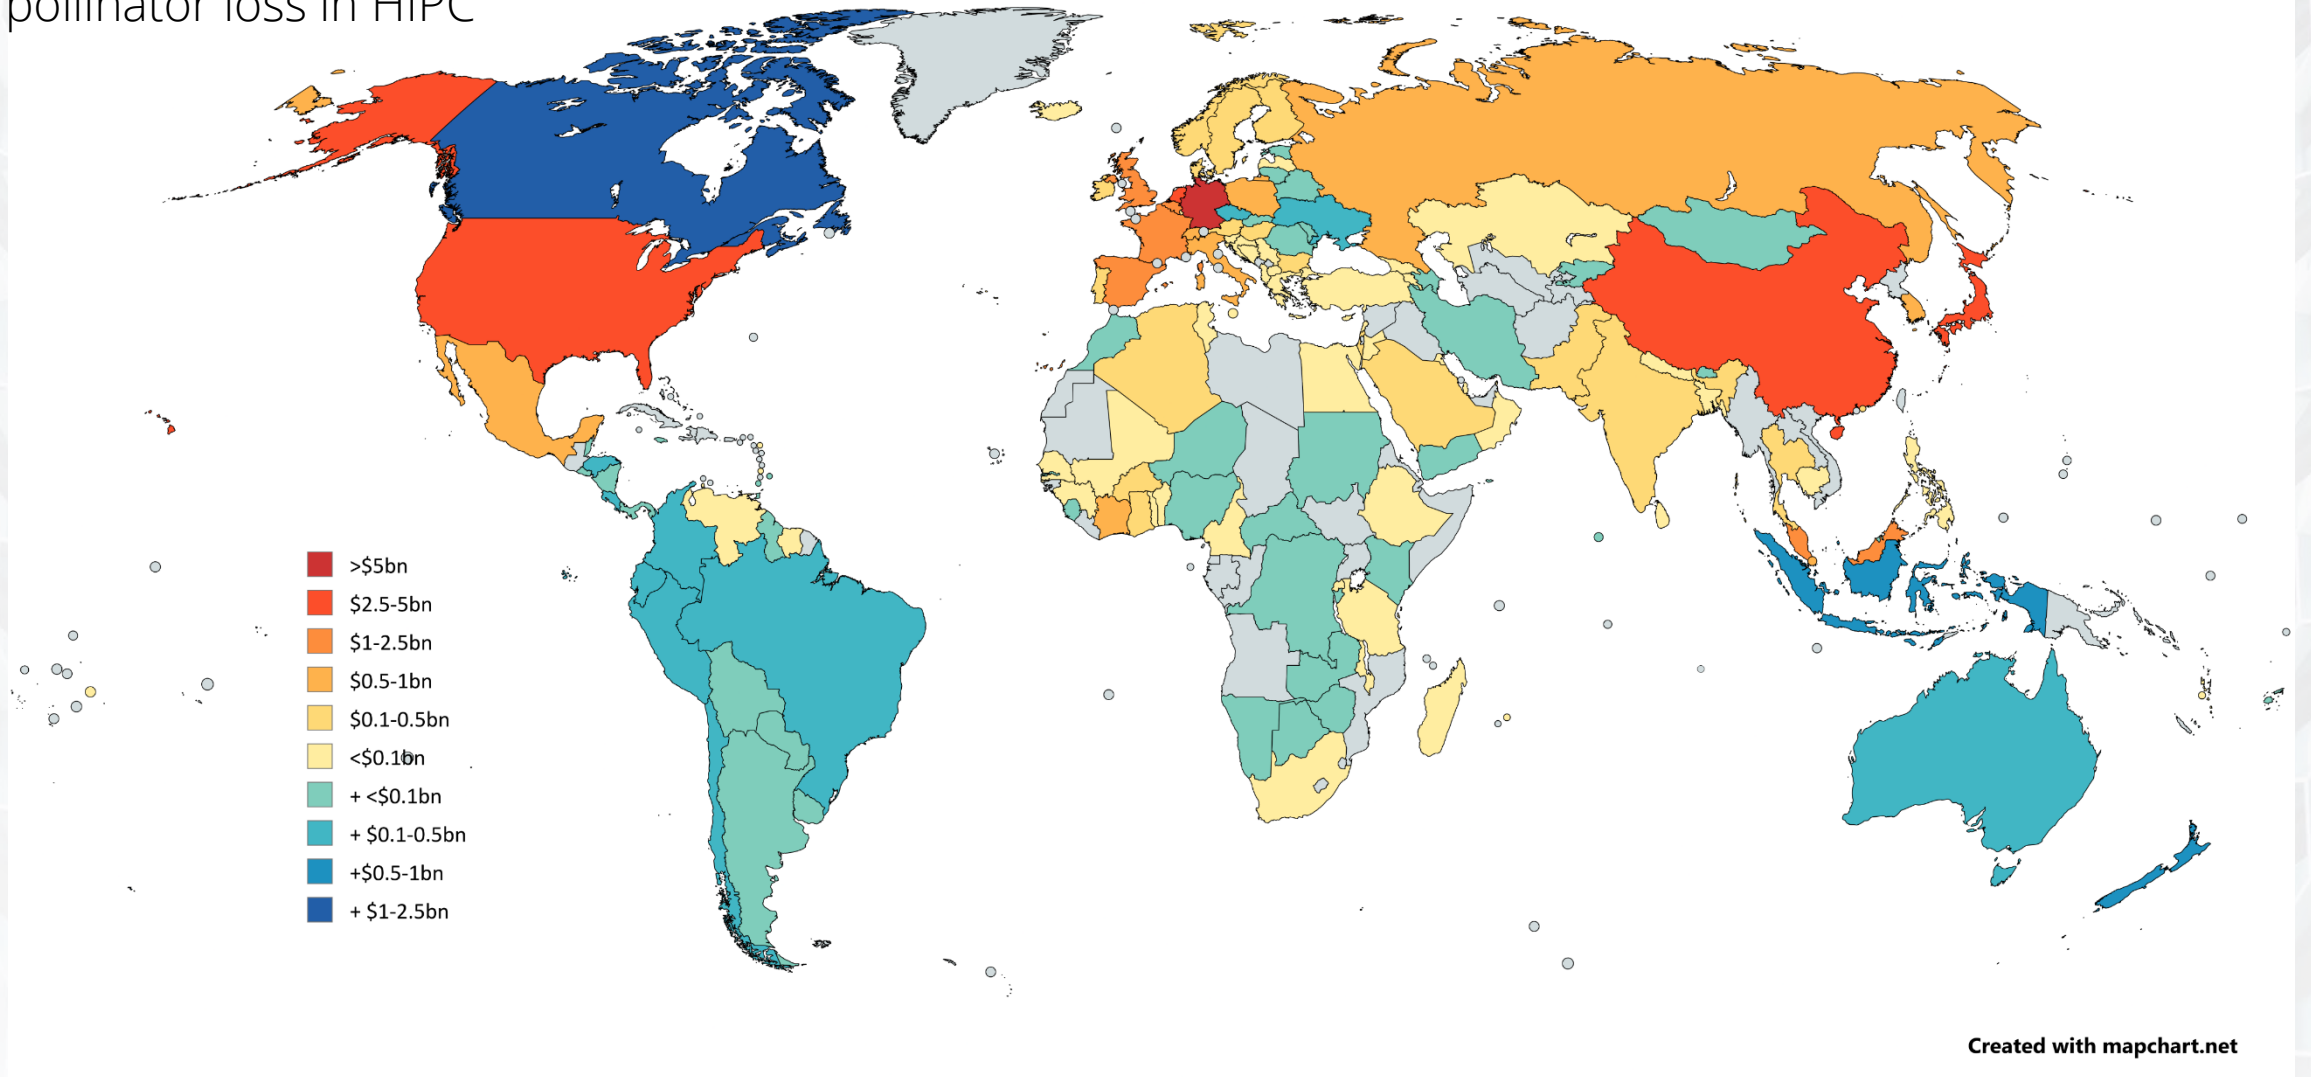 pollinator loss in HIPC
>$5bn
$2.5-5bn
$1-2.5bn
$0.5-1bn
$0.1-0.5bn
<$0.1bn
+ <$0.1bn
+ $0.1-0.5bn
+$0.5-1bn
+ $1-2.5bn
Created with mapchart.net